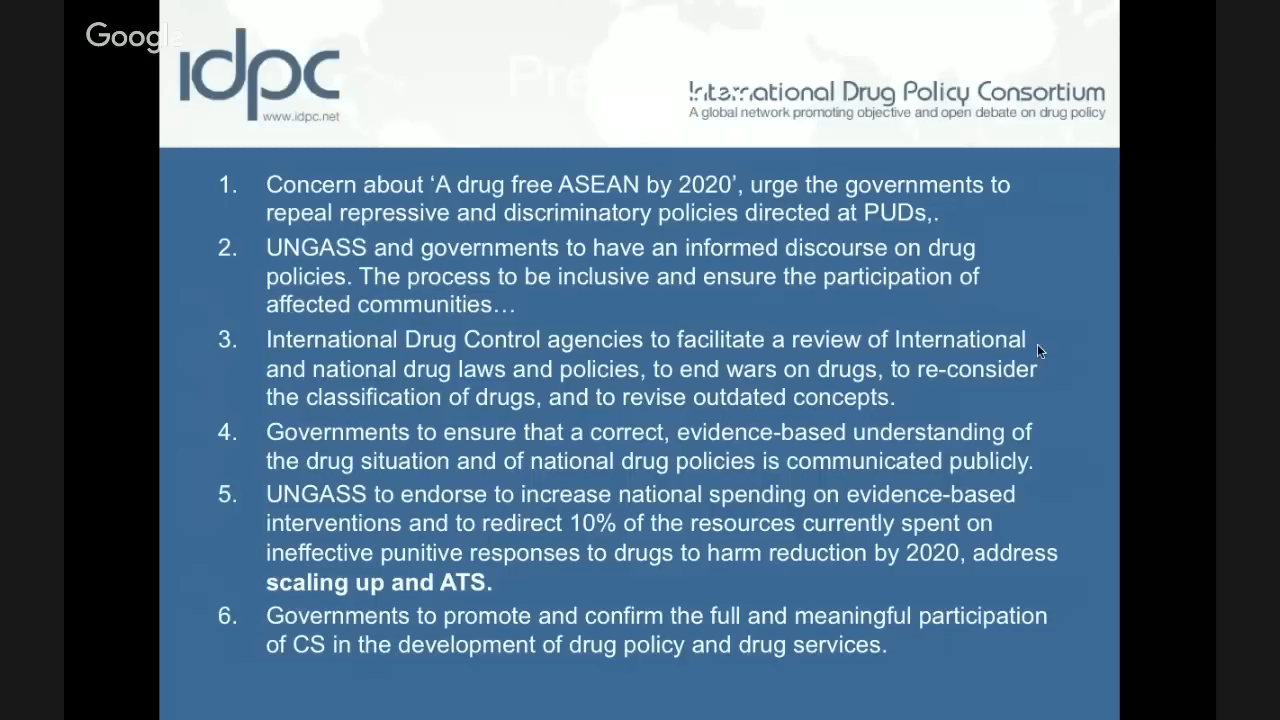 Google
idpc
www.idpc.net
Pre
International Drug Policy Consortium
A global network promoting objective and open debate on drug policy
1. Concern about ‘A drug free ASEAN by 2020’, urge the governments to
repeal repressive and discriminatory policies directed at PUDs,.
2. UNGASS and governments to have an informed discourse on drug
policies. The process to be inclusive and ensure the participation of
affected communities…
3. International Drug Control agencies to facilitate a review of International
and national drug laws and policies, to end wars on drugs, to re-consider
the classification of drugs, and to revise outdated concepts.
4. Governments to ensure that a correct, evidence-based understanding of
the drug situation and of national drug policies is communicated publicly.
5. UNGASS to endorse to increase national spending on evidence-based
interventions and to redirect 10% of the resources currently spent on
ineffective punitive responses to drugs to harm reduction by 2020, address
scaling up and ATS.
6. Governments to promote and confirm the full and meaningful participation
of CS in the development of drug policy and drug services.